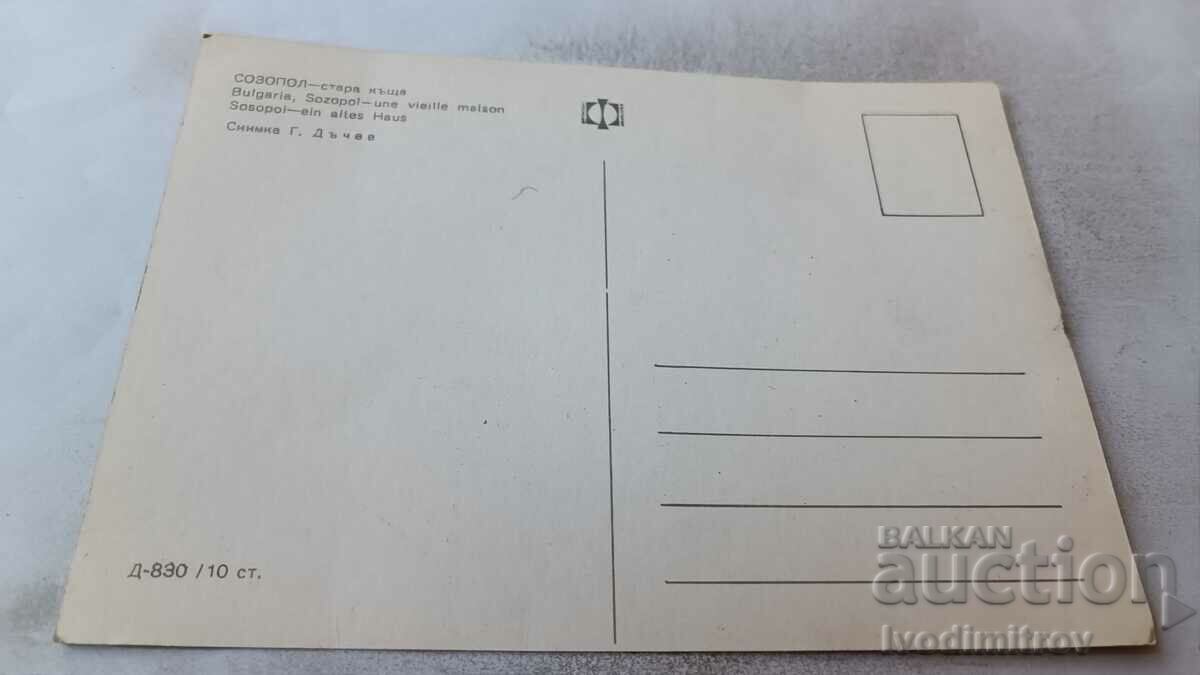 СОЗОПОЛ—стара къща
Bulgaria, Sozopol—une vieille maison
Sosopol—ein altes Haus
Снимка Г. Дъчев
Д-830 / 10 ст.
BALKAN
auction
Ivodimitrov